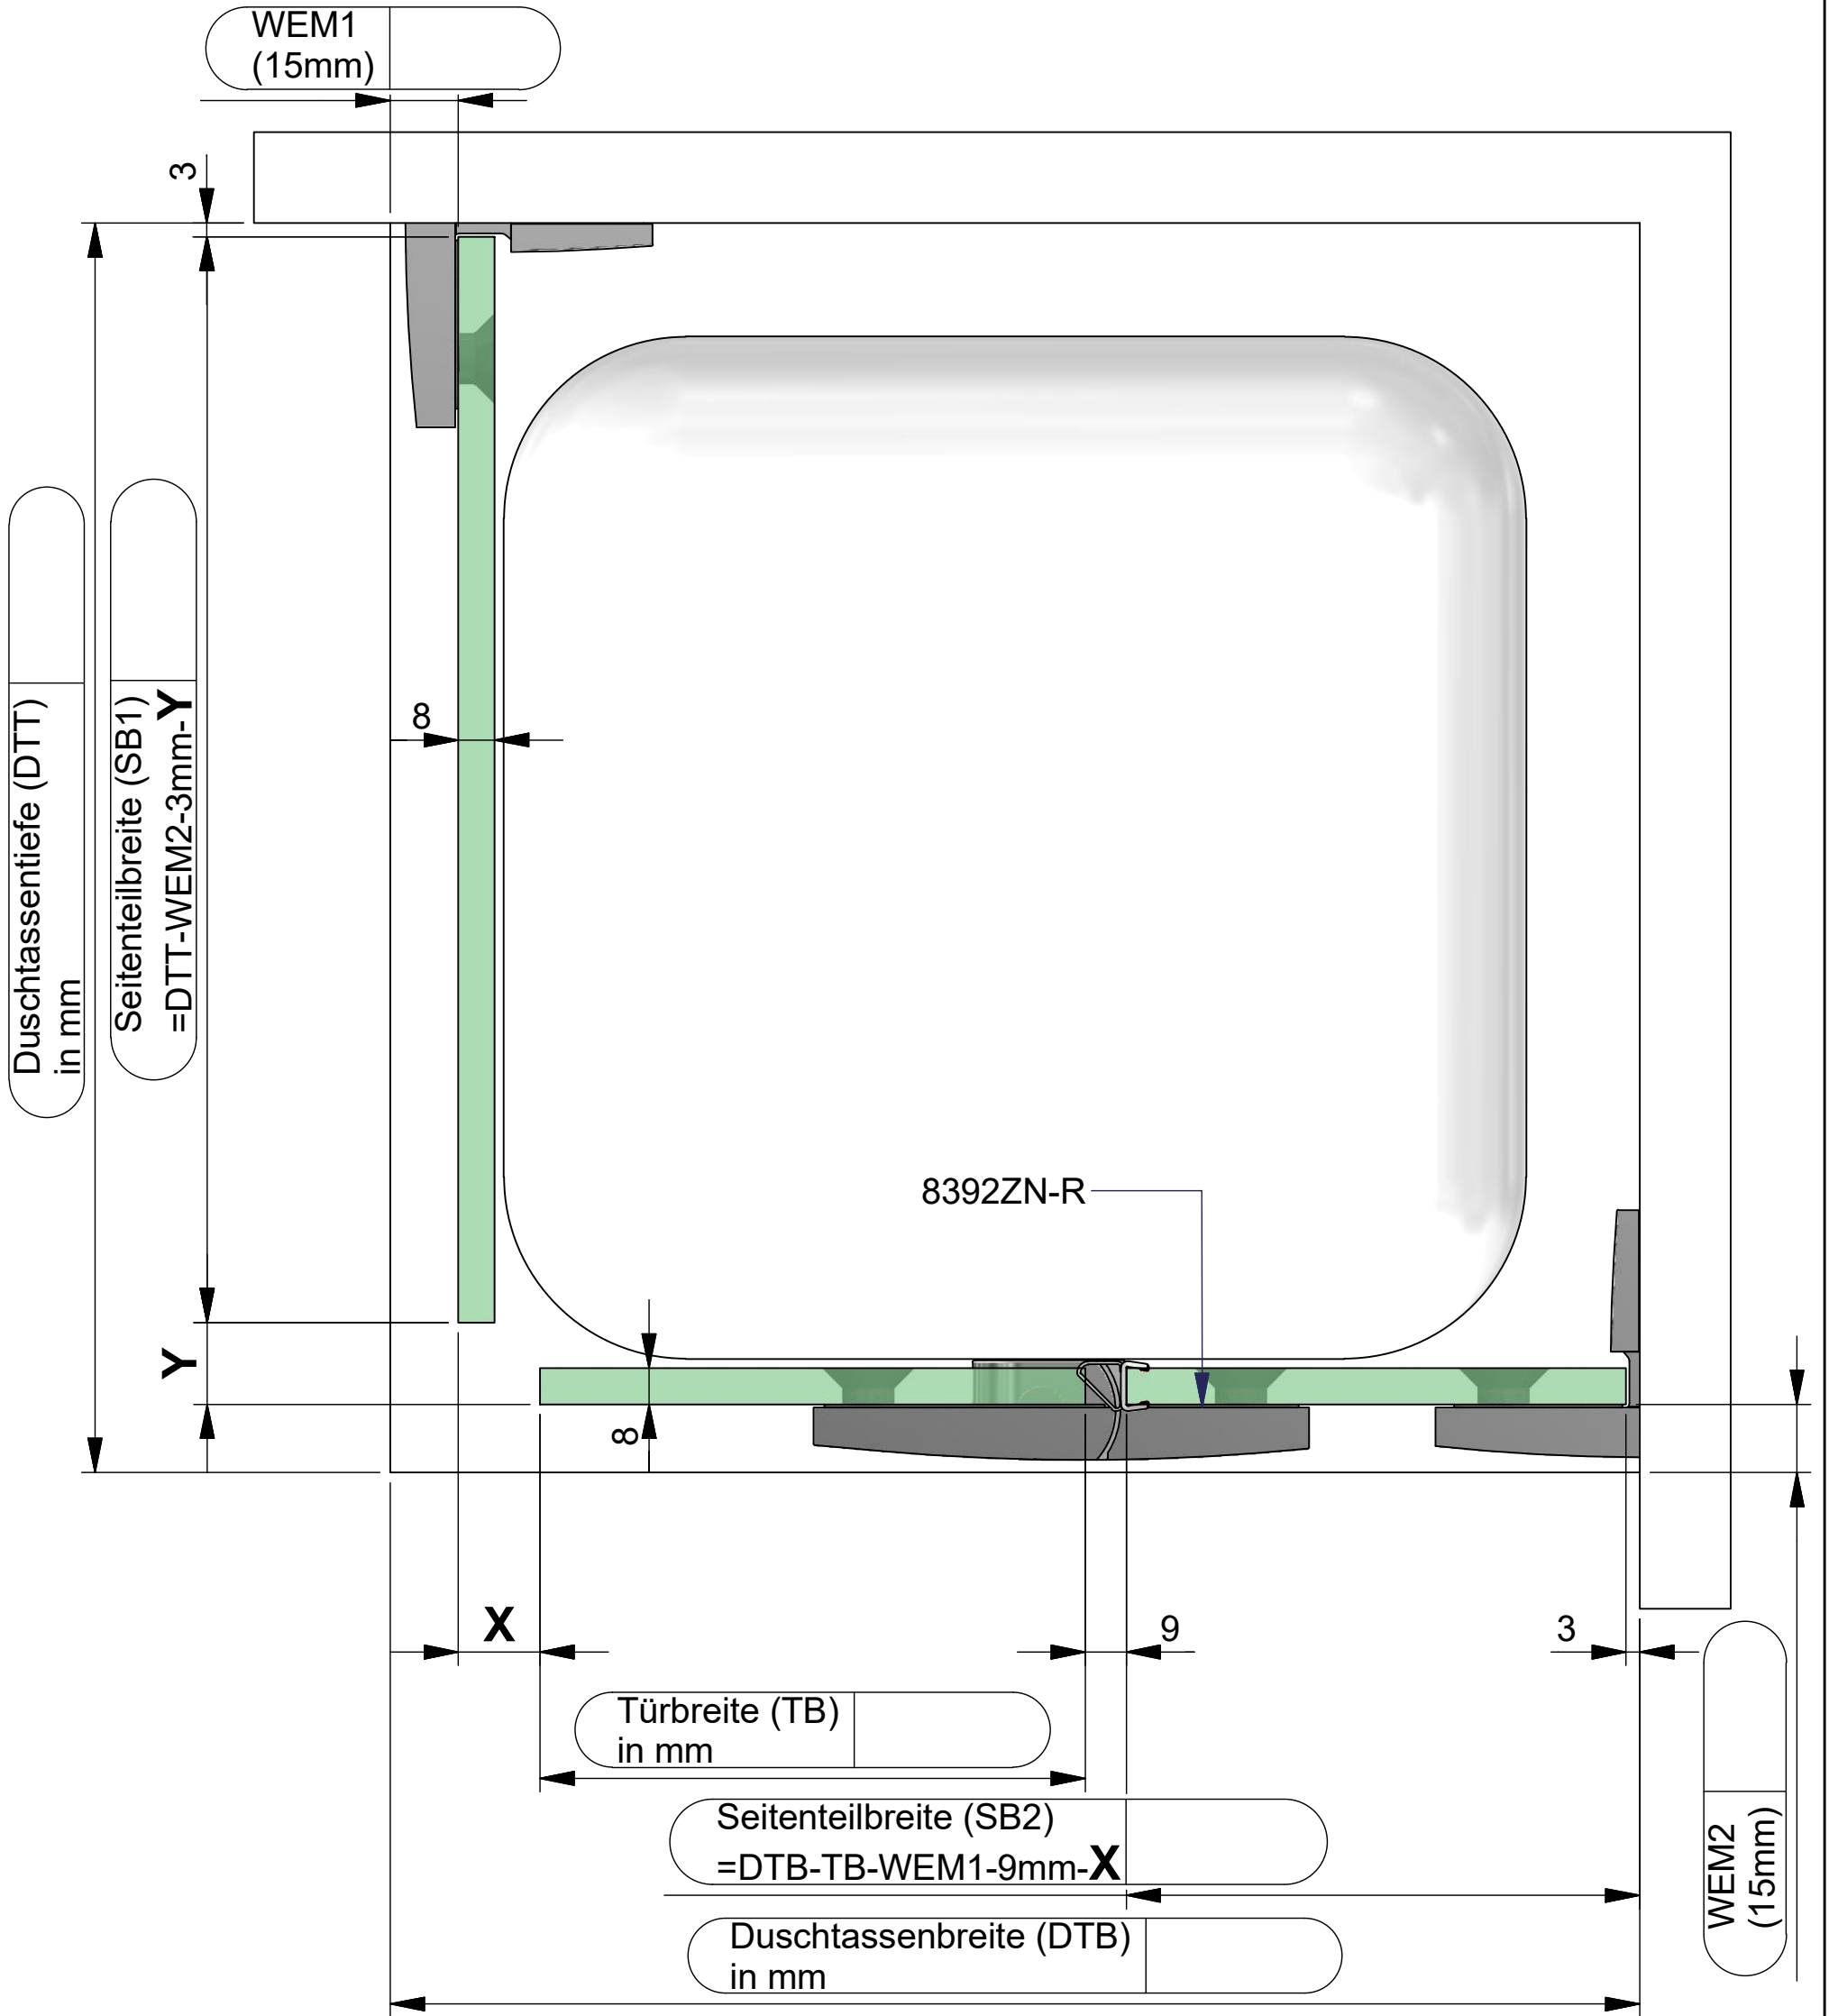 WEM1
(15mm)
3
Duschtassentiefe (DTT)
in mm
Seitenteilbreite (SB1)
=DTT-WEM2-3mm-Y
8
8392ZN-R
Y
8
X
9
3
Türbreite (TB)
in mm
Seitenteilbreite (SB2)
=DTB-TB-WEM1-9mm-X
WEM2
(15mm)
Duschtassenbreite (DTB)
in mm